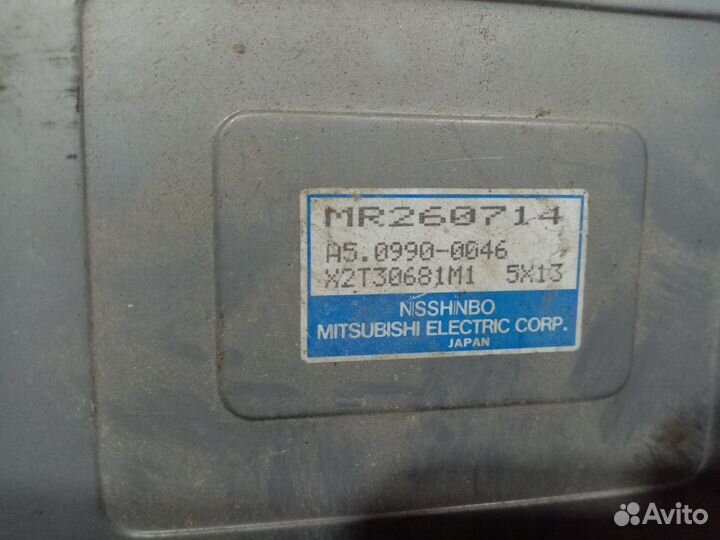 MR260714
A5.0990-0046
X2T30681M1 5X13
NISSHINBO
MITSUBISHI ELECTRIC CORP.
JAPAN
Avito